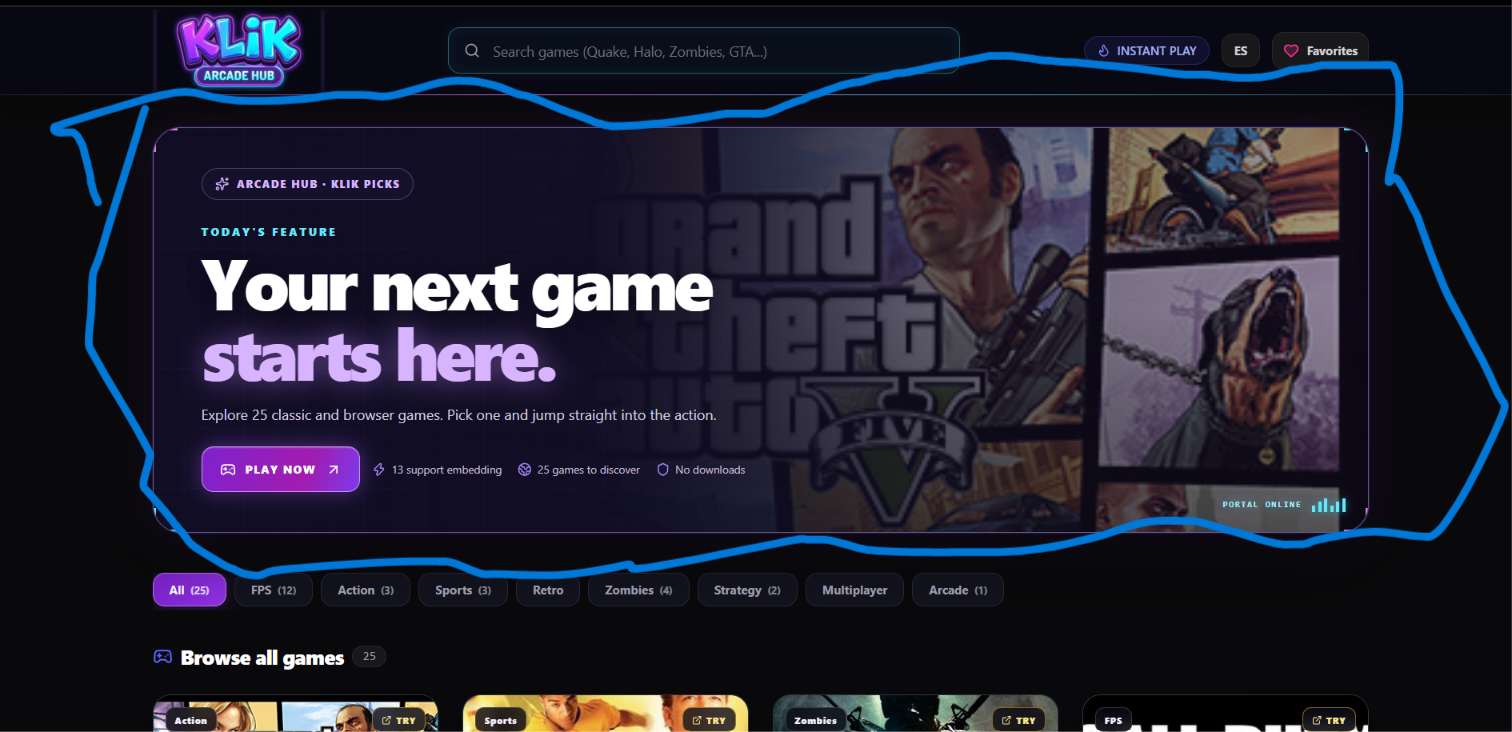 KLiK
ARCADE HUB
Search games (Quake, Halo, Zombies, GTA...)
INSTANT PLAY
ES
Favorites
ARCADE HUB • KLIK PICKS
TODAY'S FEATURE
Your next game
starts here.
Explore 25 classic and browser games. Pick one and jump straight into the action.
PLAY NOW
13 support embedding
25 games to discover
No downloads
grand
theft
auto
V
FIVE
PORTAL ONLINE
All (25)
FPS (12)
Action (3)
Sports (3)
Retro
Zombies (4)
Strategy (2)
Multiplayer
Arcade (1)
Browse all games
25
Action
TRY
Sports
TRY
Zombies
TRY
FPS
TRY